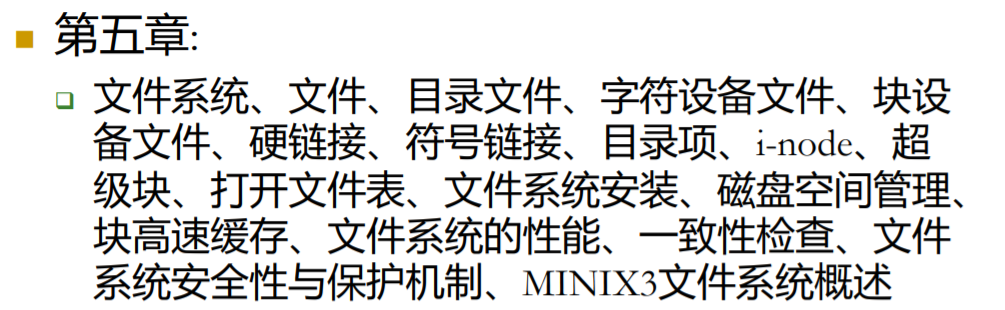 第五章:
文件系统、文件、目录文件、字符设备文件、块设
备文件、硬链接、符号链接、目录项、i-node、超
级块、打开文件表、文件系统安装、磁盘空间管理、
块高速缓存、文件系统的性能、一致性检查、文件
系统安全性与保护机制、MINIX3文件系统概述